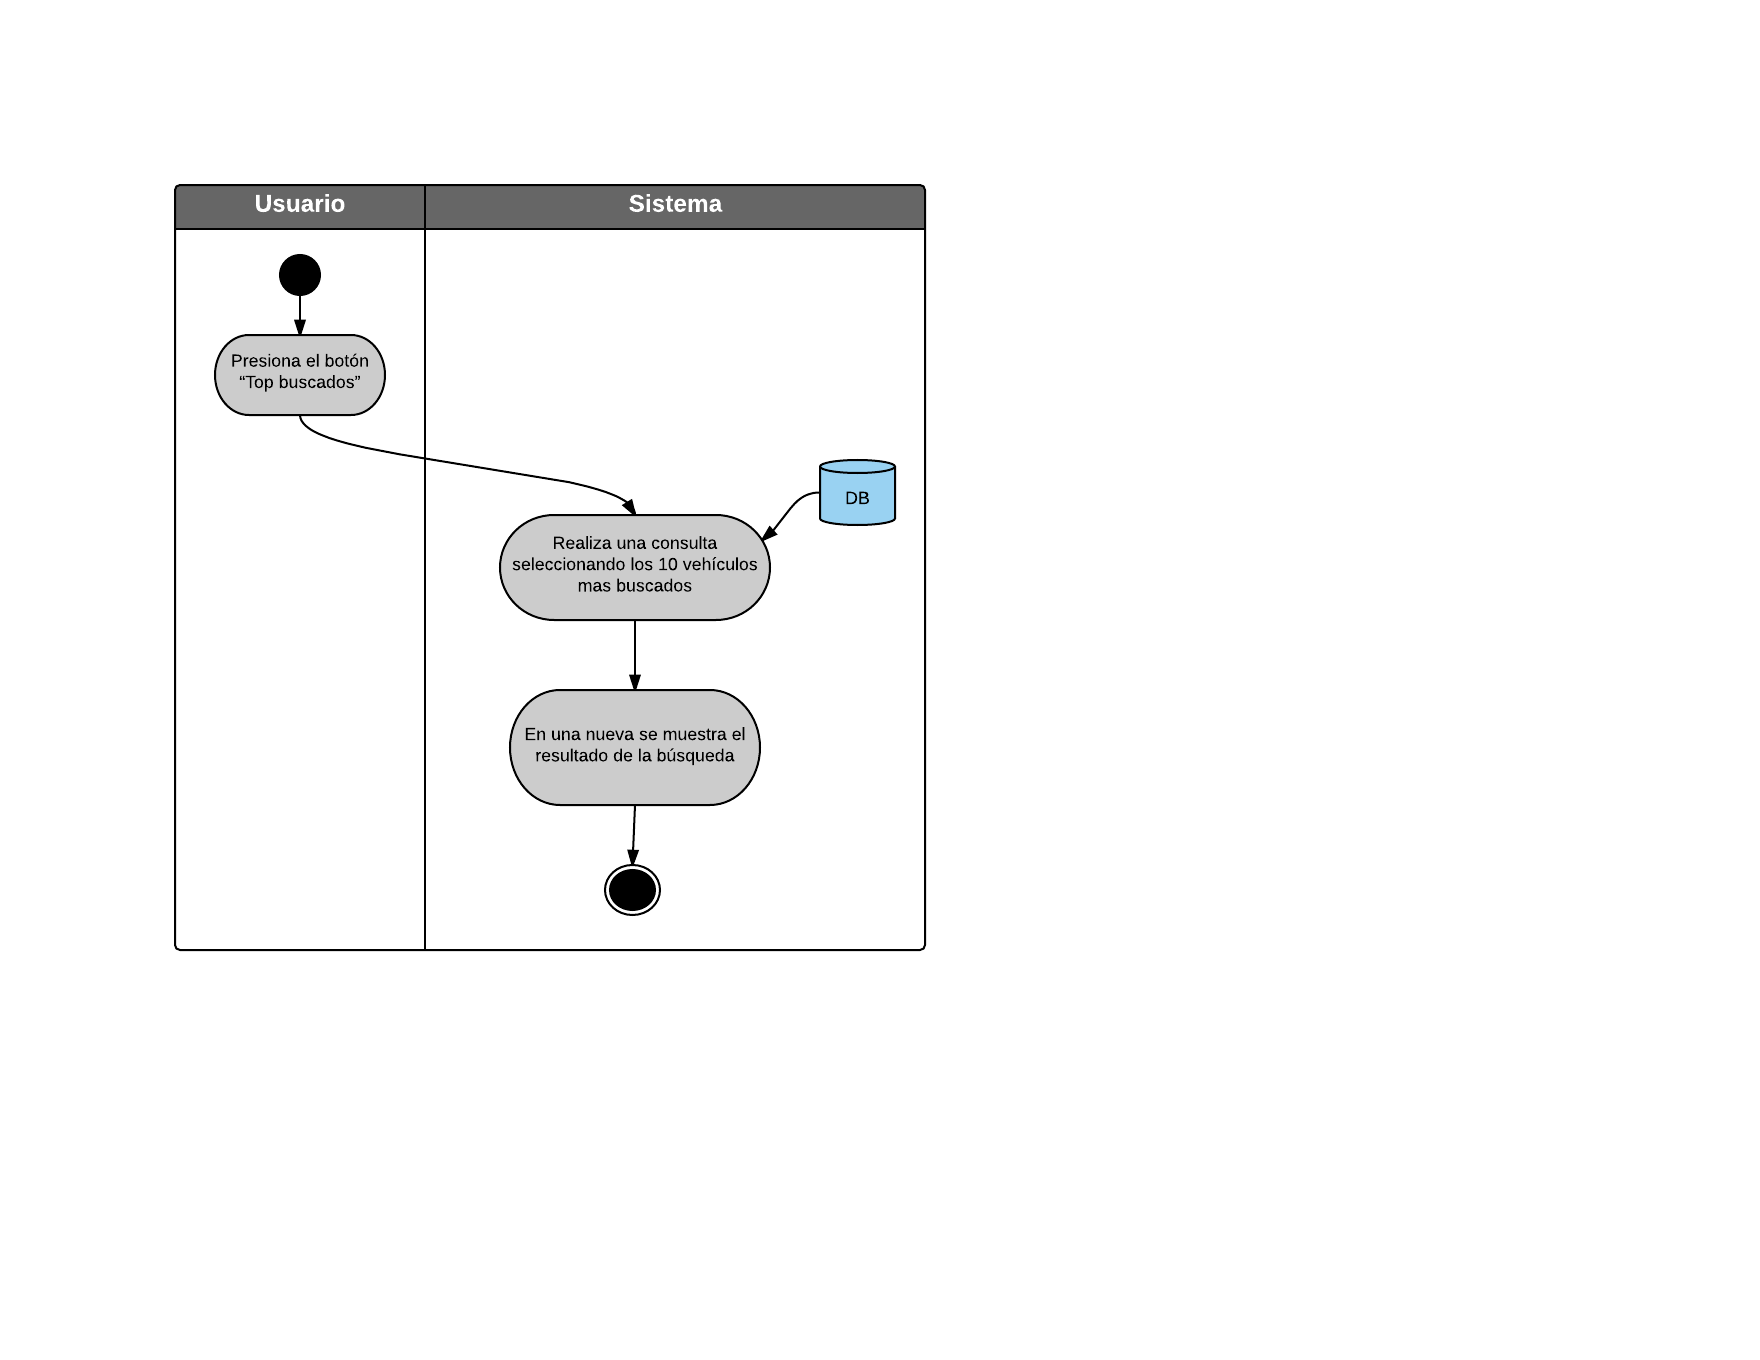 Usuario
Sistema
Presiona el botón
“Top buscados”
DB
Realiza una consulta
seleccionando los 10 vehículos
mas buscados
En una nueva se muestra el
resultado de la búsqueda